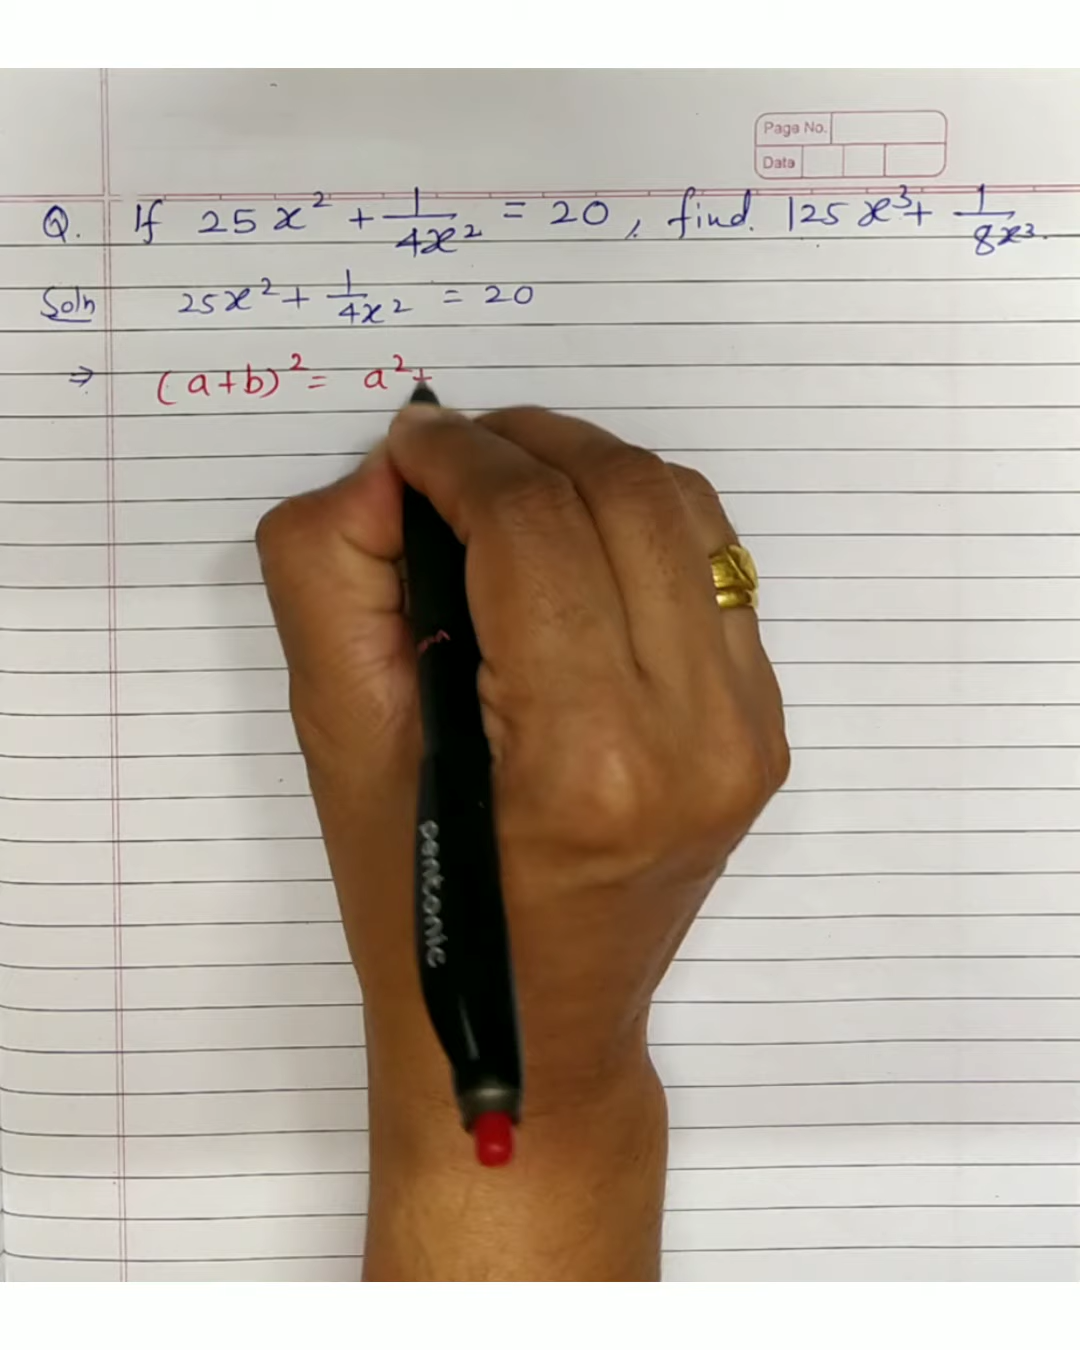 Page No.
Data
Q. If 25x² + 1/4x² = 20, find 125x³ + 1/8x³.
Soln 25x² + 1/4x² = 20
⇒ (a+b)² = a²+
pentonic